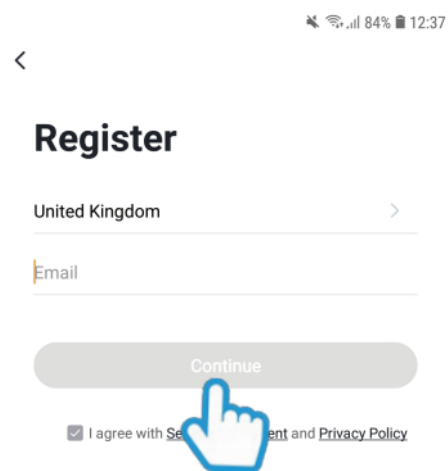 84% 12:37
Register
United Kingdom
Email
Continue
I agree with and Privacy Policy